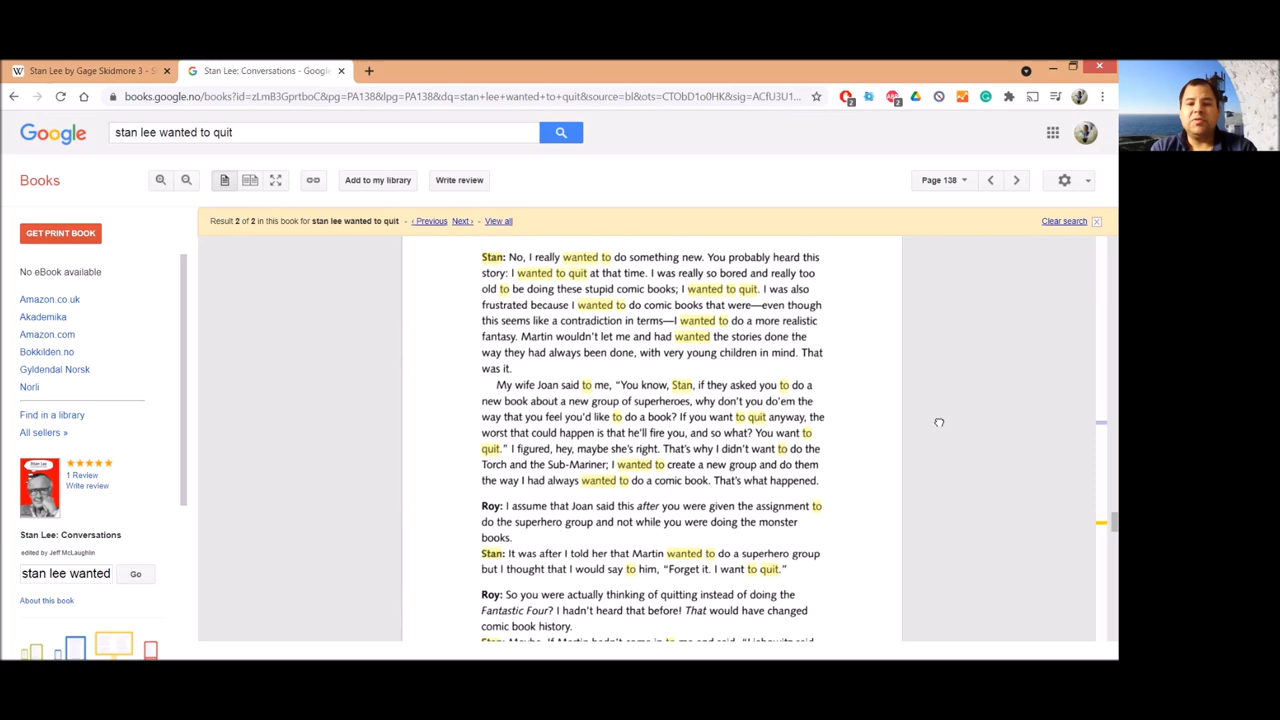 Stan Lee by Gage Skidmore 3 -
Stan Lee: Conversations - Google
books.google.no/books?id=zLmB3GprtboC&pg=PA138&lpg=PA138&dq=stan+lee+wanted+to+quit&source=bl&ots=CTObD1o0HK&sig=ACfU3U1...
Google
stan lee wanted to quit
Books
Add to my library
Write review
Page 138
Result 2 of 2 in this book for stan lee wanted to quit - ‹ Previous Next › - View all
Clear search
GET PRINT BOOK
No eBook available
Amazon.co.uk
Akademika
Amazon.com
Bokkilden.no
Gyldendal Norsk
Norli
Find in a library
All sellers »
1 Review
Write review
Stan Lee: Conversations
edited by Jeff McLaughlin
stan lee wanted
Go
About this book
Stan: No, I really wanted to do something new. You probably heard this
story: I wanted to quit at that time. I was really so bored and really too
old to be doing these stupid comic books; I wanted to quit. I was also
frustrated because I wanted to do comic books that were—even though
this seems like a contradiction in terms—I wanted to do a more realistic
fantasy. Martin wouldn't let me and had wanted the stories done the
way they had always been done, with very young children in mind. That
was it.
My wife Joan said to me, "You know, Stan, if they asked you to do a
new book about a new group of superheroes, why don't you do'em the
way that you feel you'd like to do a book? If you want to quit anyway, the
worst that could happen is that he'll fire you, and so what? You want to
quit." I figured, hey, maybe she's right. That's why I didn't want to do the
Torch and the Sub-Mariner; I wanted to create a new group and do them
the way I had always wanted to do a comic book. That's what happened.
Roy: I assume that Joan said this after you were given the assignment to
do the superhero group and not while you were doing the monster
books.
Stan: It was after I told her that Martin wanted to do a superhero group
but I thought that I would say to him, "Forget it. I want to quit."
Roy: So you were actually thinking of quitting instead of doing the
Fantastic Four? I hadn't heard that before! That would have changed
comic book history.